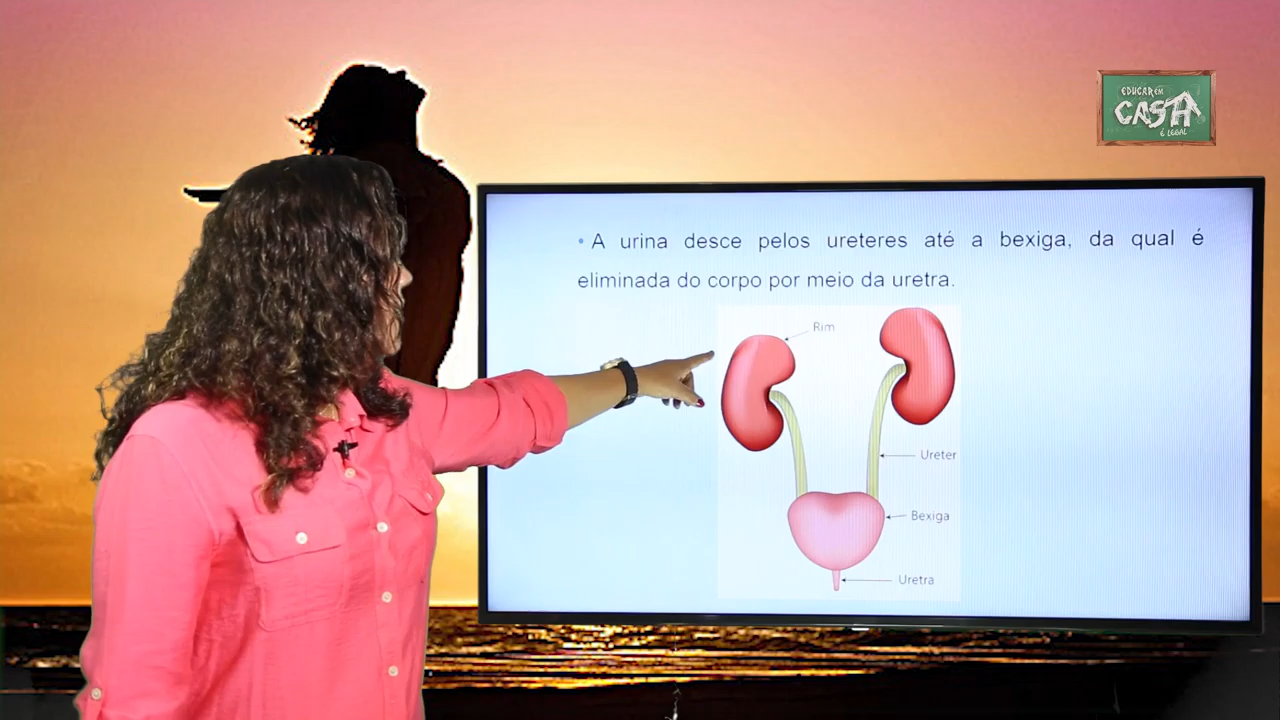 EDUCAR EM
CASA
É LEGAL
• A urina desce pelos ureteres até a bexiga, da qual é
eliminada do corpo por meio da uretra.
Rim
Ureter
Bexiga
Uretra